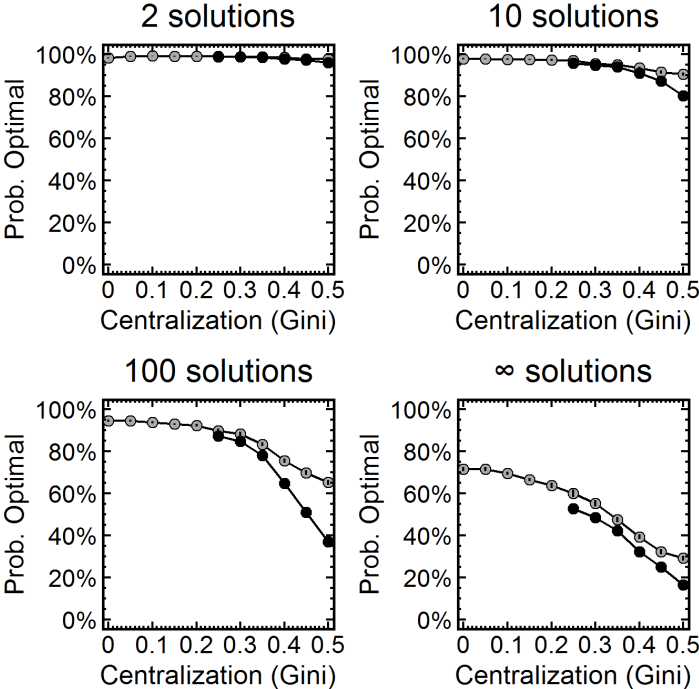 2 solutions
Prob. Optimal
100%
80%
60%
40%
20%
0%
0 0.1 0.2 0.3 0.4 0.5
Centralization (Gini)
10 solutions
Prob. Optimal
100%
80%
60%
40%
20%
0%
0 0.1 0.2 0.3 0.4 0.5
Centralization (Gini)
100 solutions
Prob. Optimal
100%
80%
60%
40%
20%
0%
0 0.1 0.2 0.3 0.4 0.5
Centralization (Gini)
∞ solutions
Prob. Optimal
100%
80%
60%
40%
20%
0%
0 0.1 0.2 0.3 0.4 0.5
Centralization (Gini)